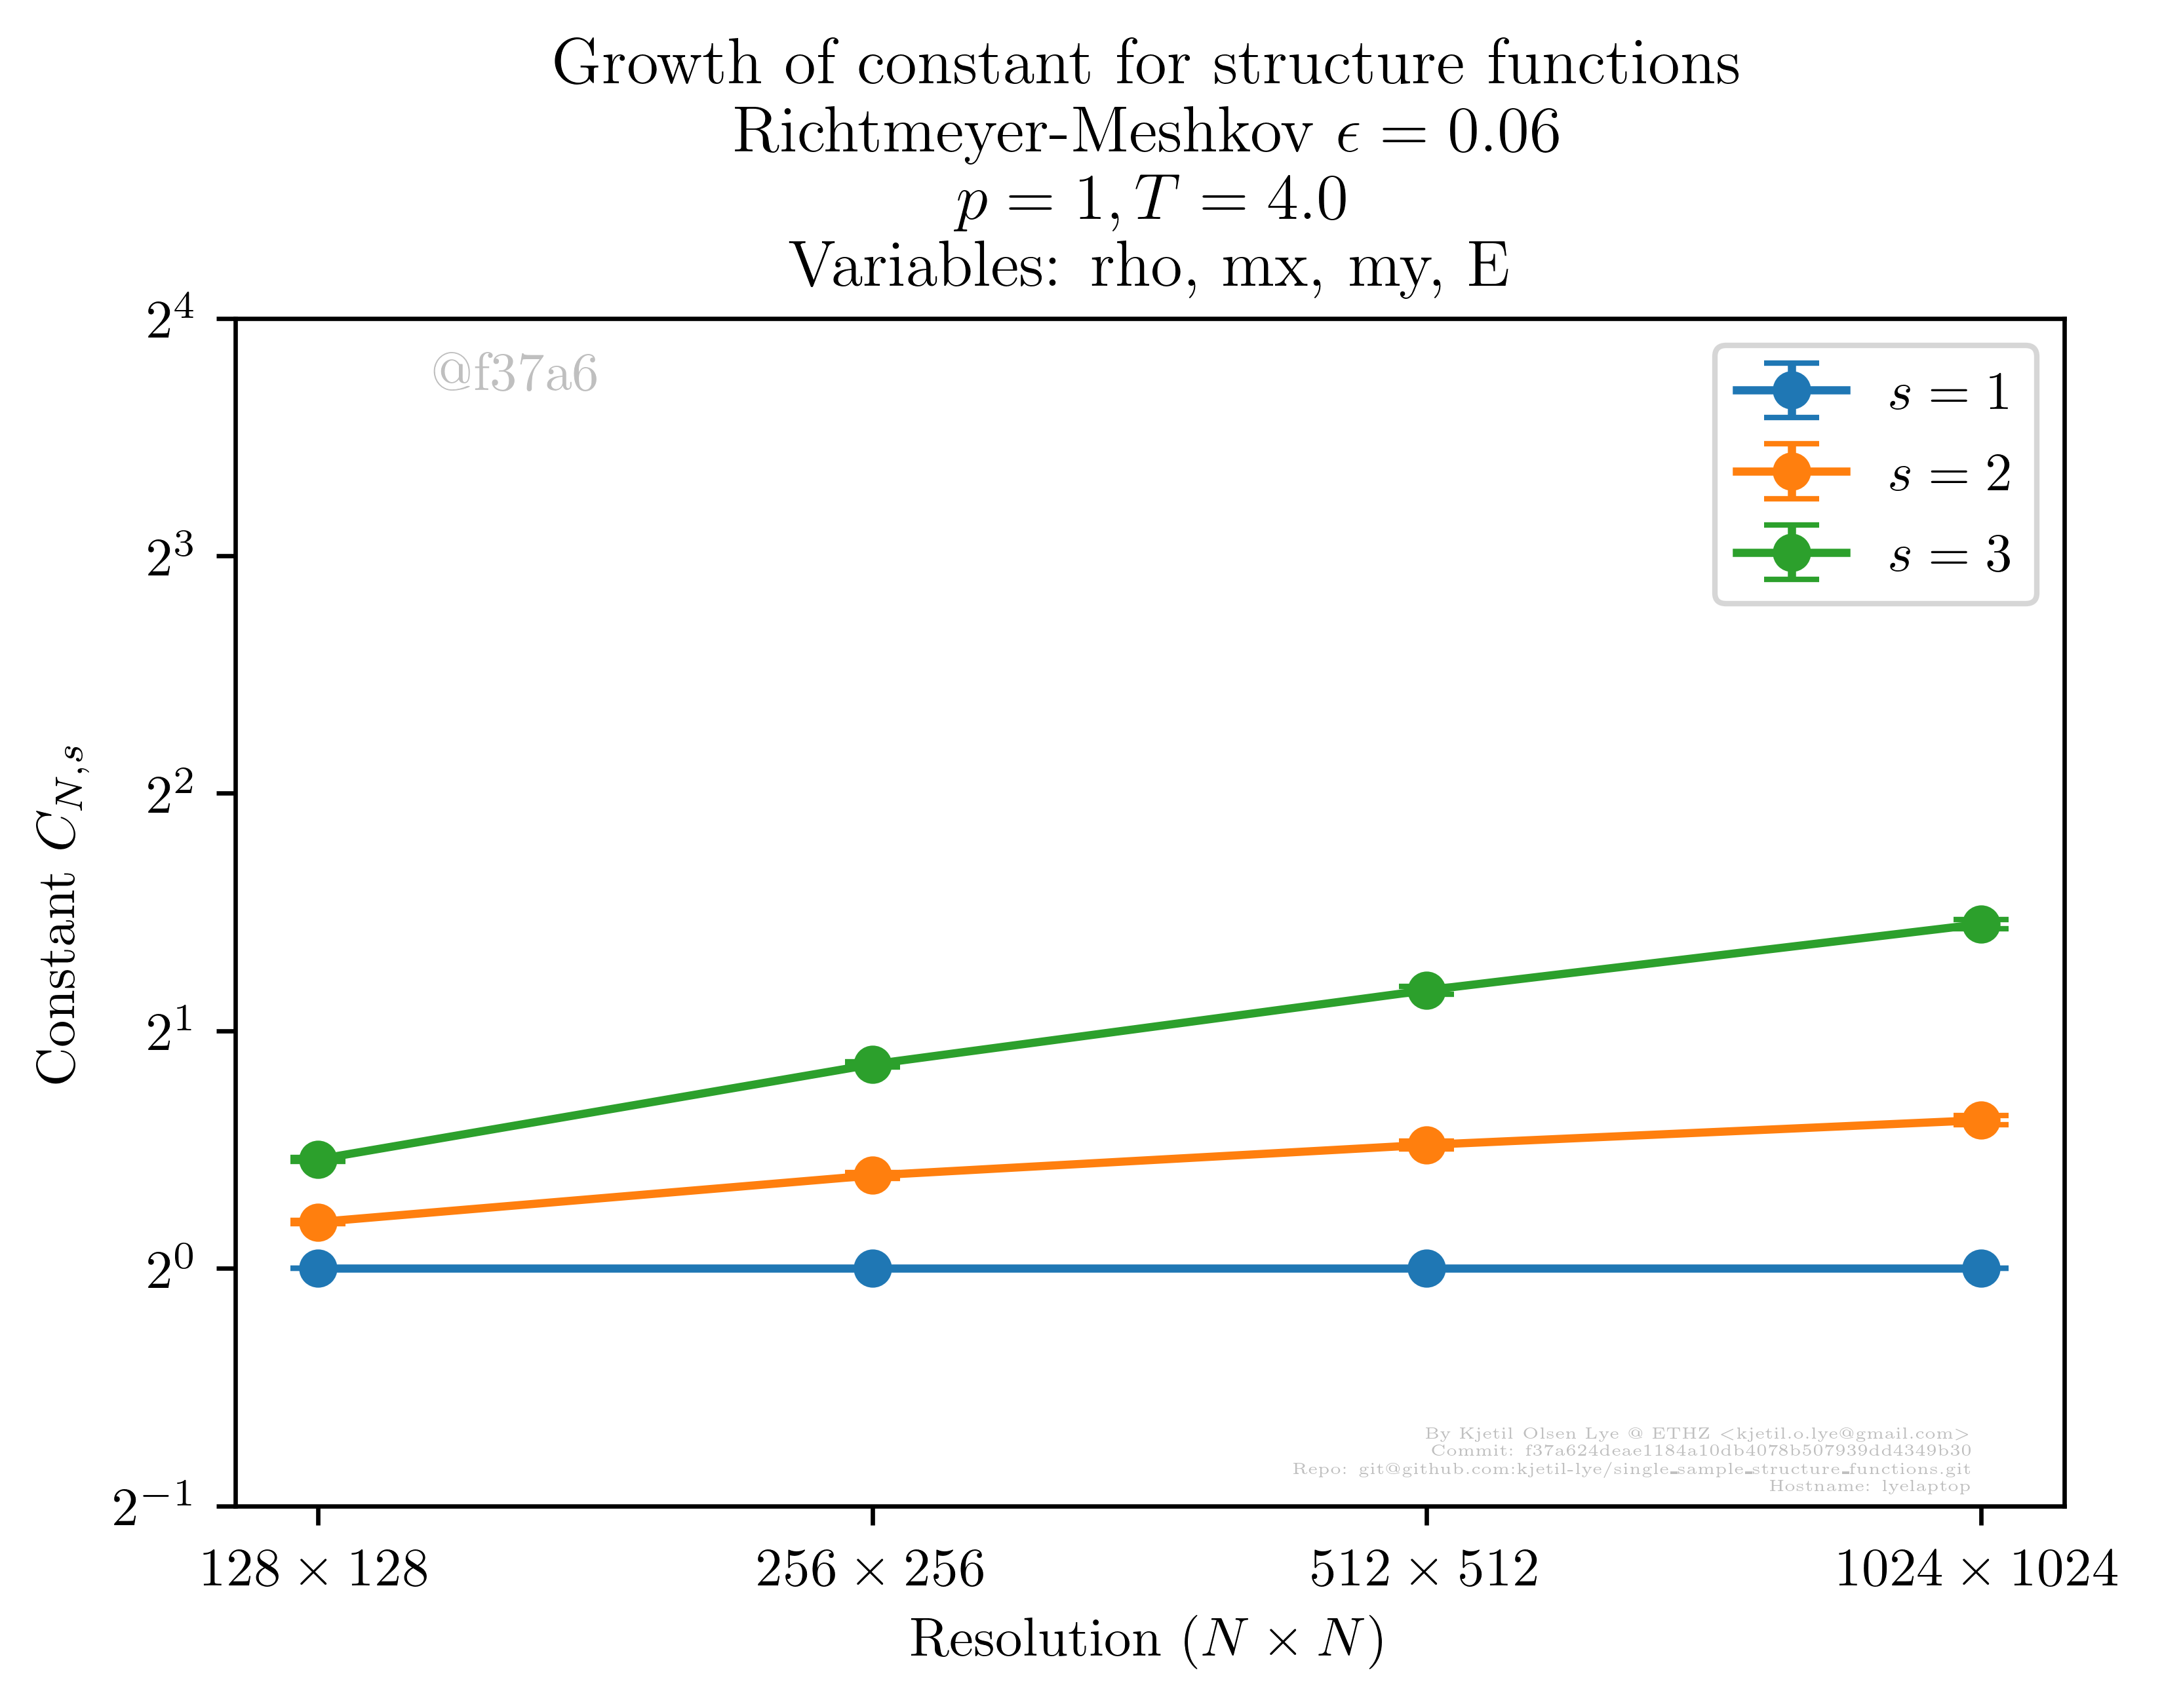 Growth of constant for structure functions
Richtmeyer-Meshkov ϵ = 0.06
p = 1, T = 4.0
Variables: rho, mx, my, E
@f37a6
s = 1
s = 2
s = 3
2⁴
2³
2²
2¹
2⁰
2⁻¹
Constant C_{N,s}
By Kjetil Olsen Lye @ ETHZ <kjetil.o.lye@gmail.com>
Commit: f37a624deae1184a10db4078b507939dd4349b30
Repo: git@github.com:kjetil-lye/single_sample_structure_functions.git
Hostname: lyelaptop
128 × 128
256 × 256
512 × 512
1024 × 1024
Resolution (N × N)